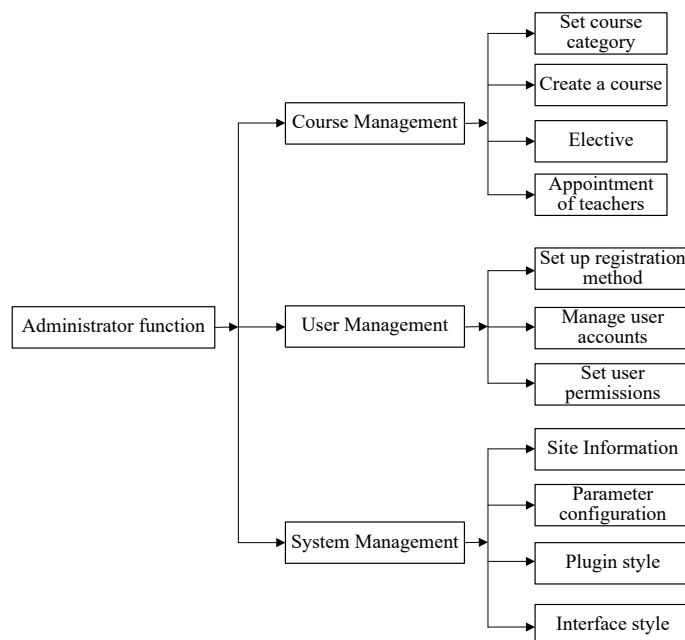 Administrator function
Course Management
Set course
category
Create a course
Elective
Appointment
of teachers
User Management
Set up registration
method
Manage user
accounts
Set user
permissions
System Management
Site Information
Parameter
configuration
Plugin style
Interface style